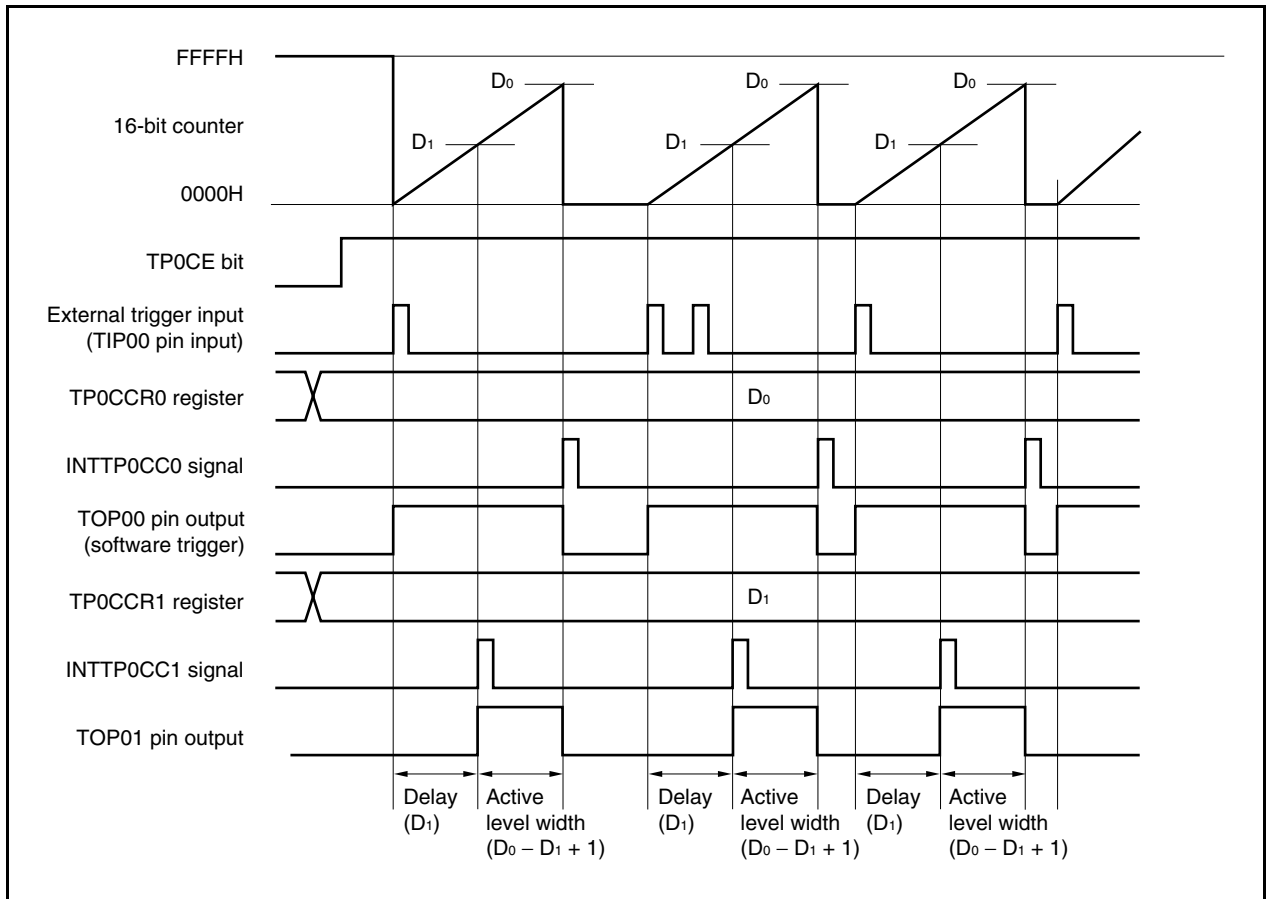 FFFFH
D₀ D₀ D₀
16-bit counter
D₁ D₁ D₁
0000H
TP0CE bit
External trigger input
(TIP00 pin input)
TP0CCR0 register
D₀
INTTP0CC0 signal
TOP00 pin output
(software trigger)
TP0CCR1 register
D₁
INTTP0CC1 signal
TOP01 pin output
Delay
(D₁)
Active
level width
(D₀ − D₁ + 1)
Delay
(D₁)
Active
level width
(D₀ − D₁ + 1)
Delay
(D₁)
Active
level width
(D₀ − D₁ + 1)